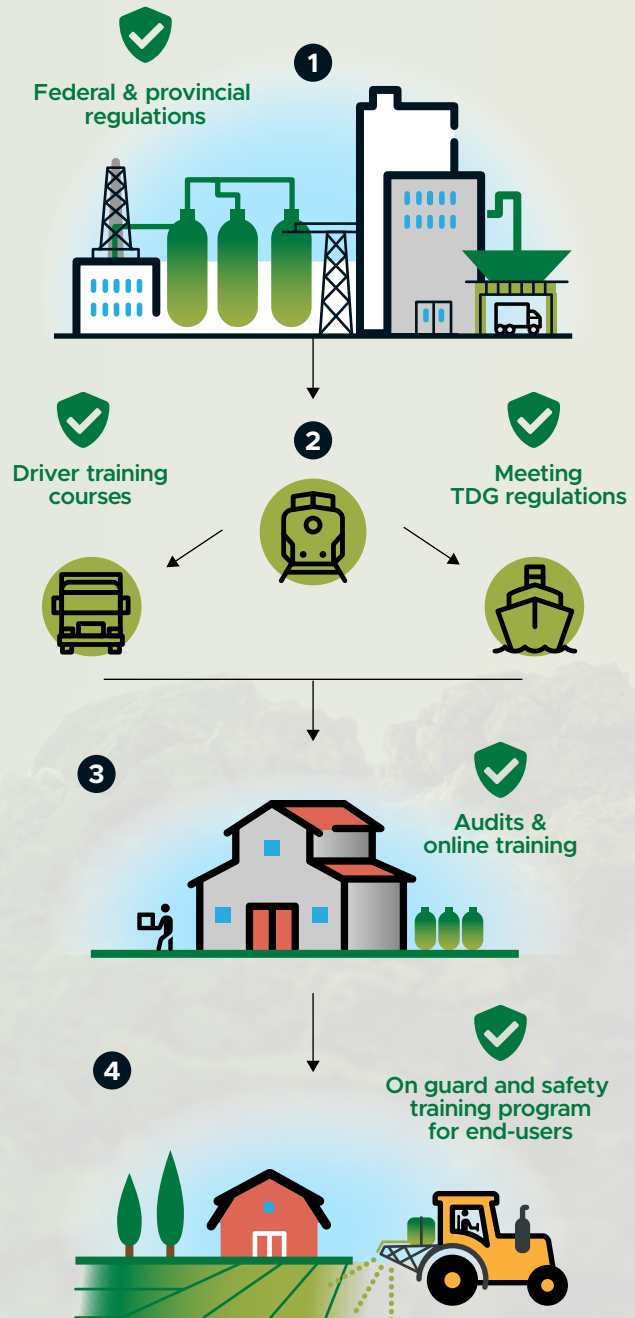 1
Federal & provincial
regulations
2
Driver training
courses
Meeting
TDG regulations
3
Audits &
online training
4
On guard and safety
training program
for end-users